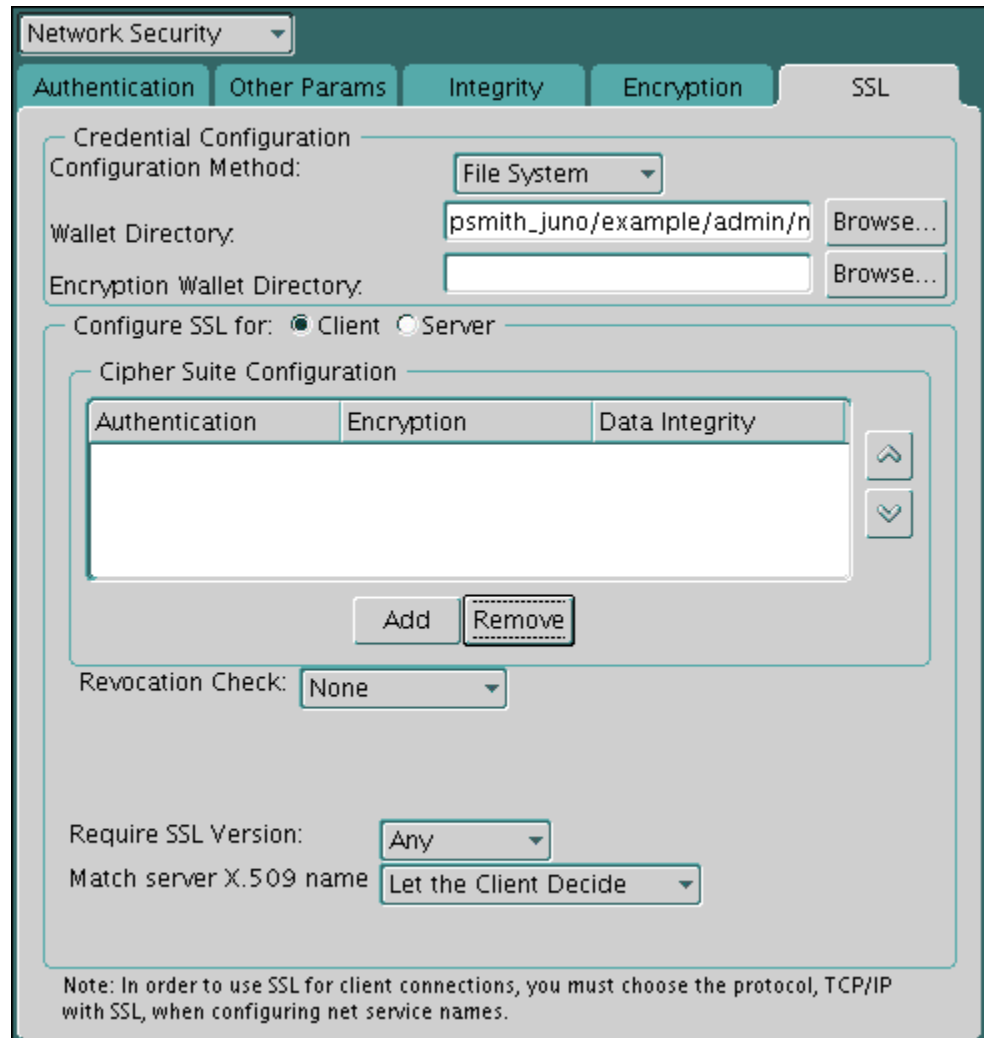 Network Security
Authentication Other Params Integrity Encryption SSL
Credential Configuration
Configuration Method: File System
Wallet Directory: psmith_juno/example/admin/n Browse...
Encryption Wallet Directory: Browse...
Configure SSL for: Client Server
Cipher Suite Configuration
Authentication Encryption Data Integrity
Add Remove
Revocation Check: None
Require SSL Version: Any
Match server X.509 name Let the Client Decide
Note: In order to use SSL for client connections, you must choose the protocol, TCP/IP
with SSL, when configuring net service names.